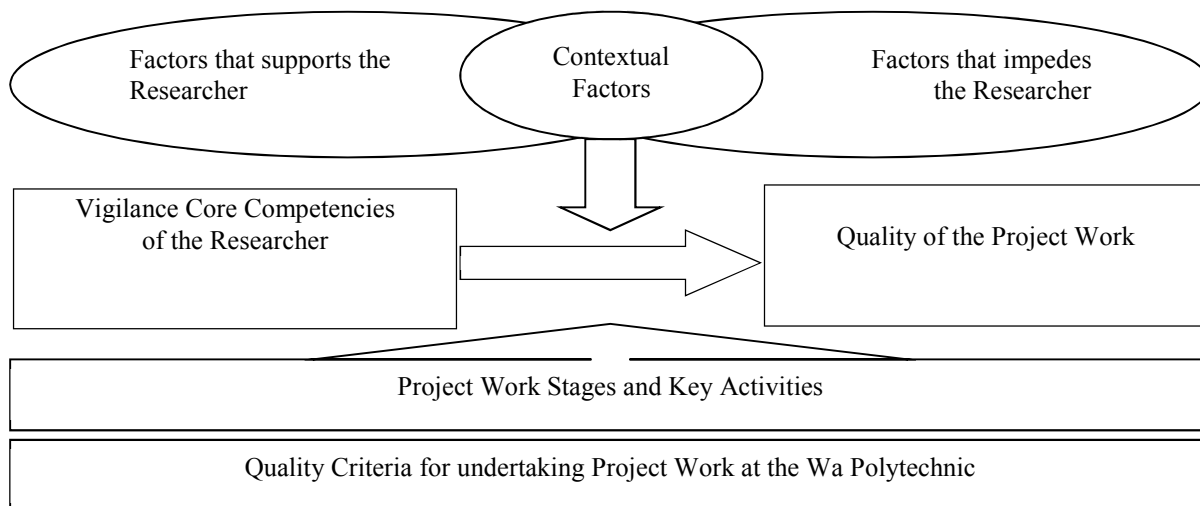 Factors that supports the
Researcher
Contextual
Factors
Factors that impedes
the Researcher
Vigilance Core Competencies
of the Researcher
Quality of the Project Work
Project Work Stages and Key Activities
Quality Criteria for undertaking Project Work at the Wa Polytechnic